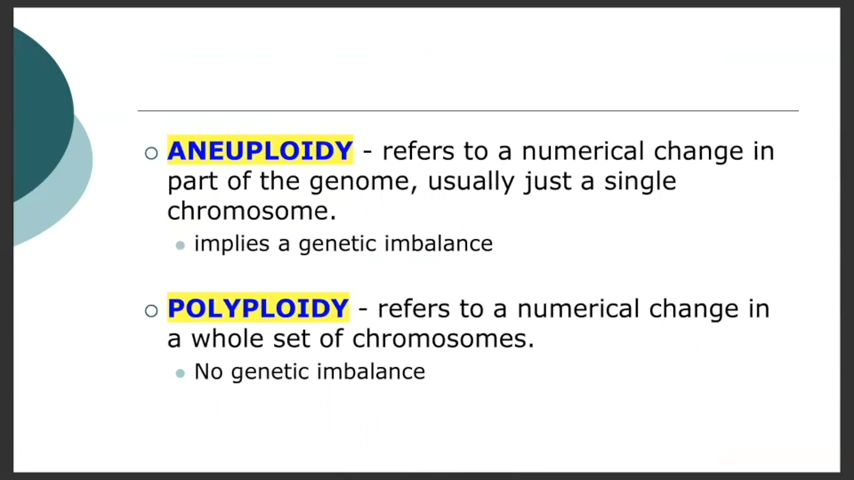 ANEUPLOIDY - refers to a numerical change in
part of the genome, usually just a single
chromosome.
implies a genetic imbalance
POLYPLOIDY - refers to a numerical change in
a whole set of chromosomes.
No genetic imbalance